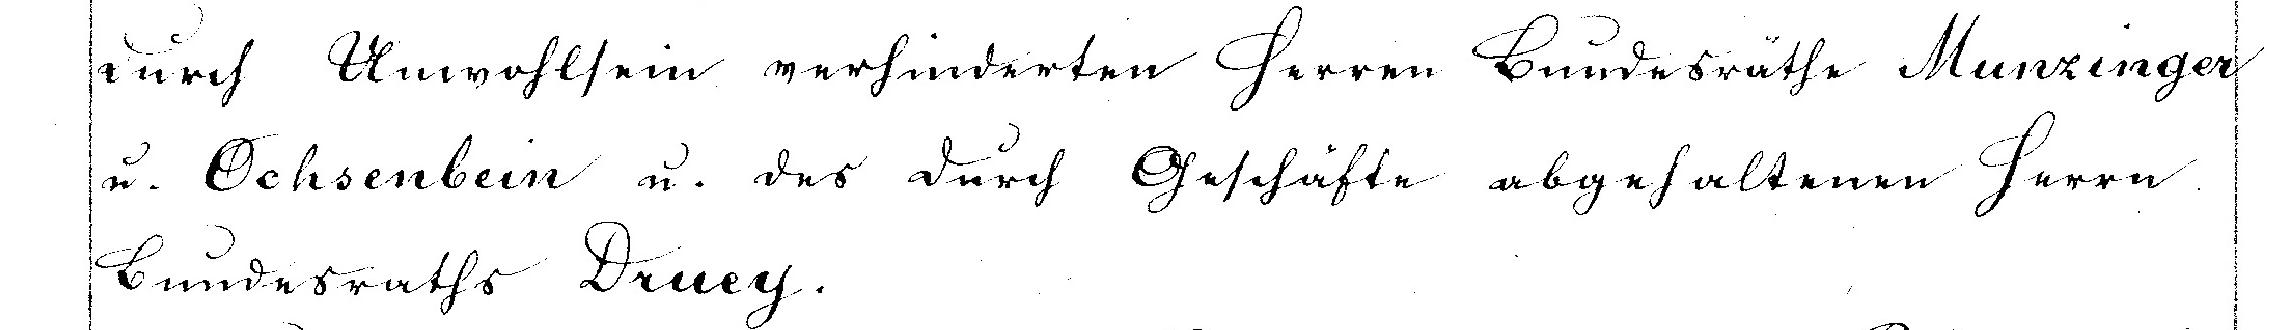 durch Unwohlsein verhinderten Herren Bundesräthe Munzinger
u. Ochsenbein u. des durch Geschäfte abgehaltenen Herrn
Bundesraths Druey.